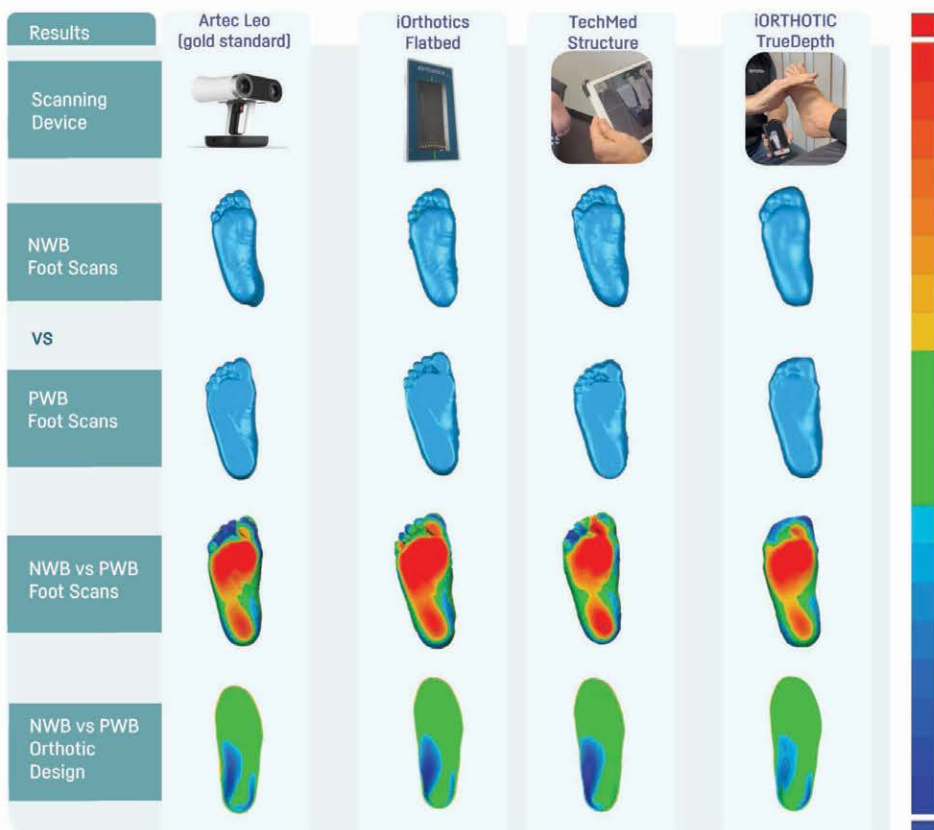 Results
Artec Leo
(gold standard)
iOrthotics
Flatbed
TechMed
Structure
iORTHOTIC
TrueDepth
Scanning
Device
NWB
Foot Scans
VS
PWB
Foot Scans
NWB vs PWB
Foot Scans
NWB vs PWB
Orthotic
Design